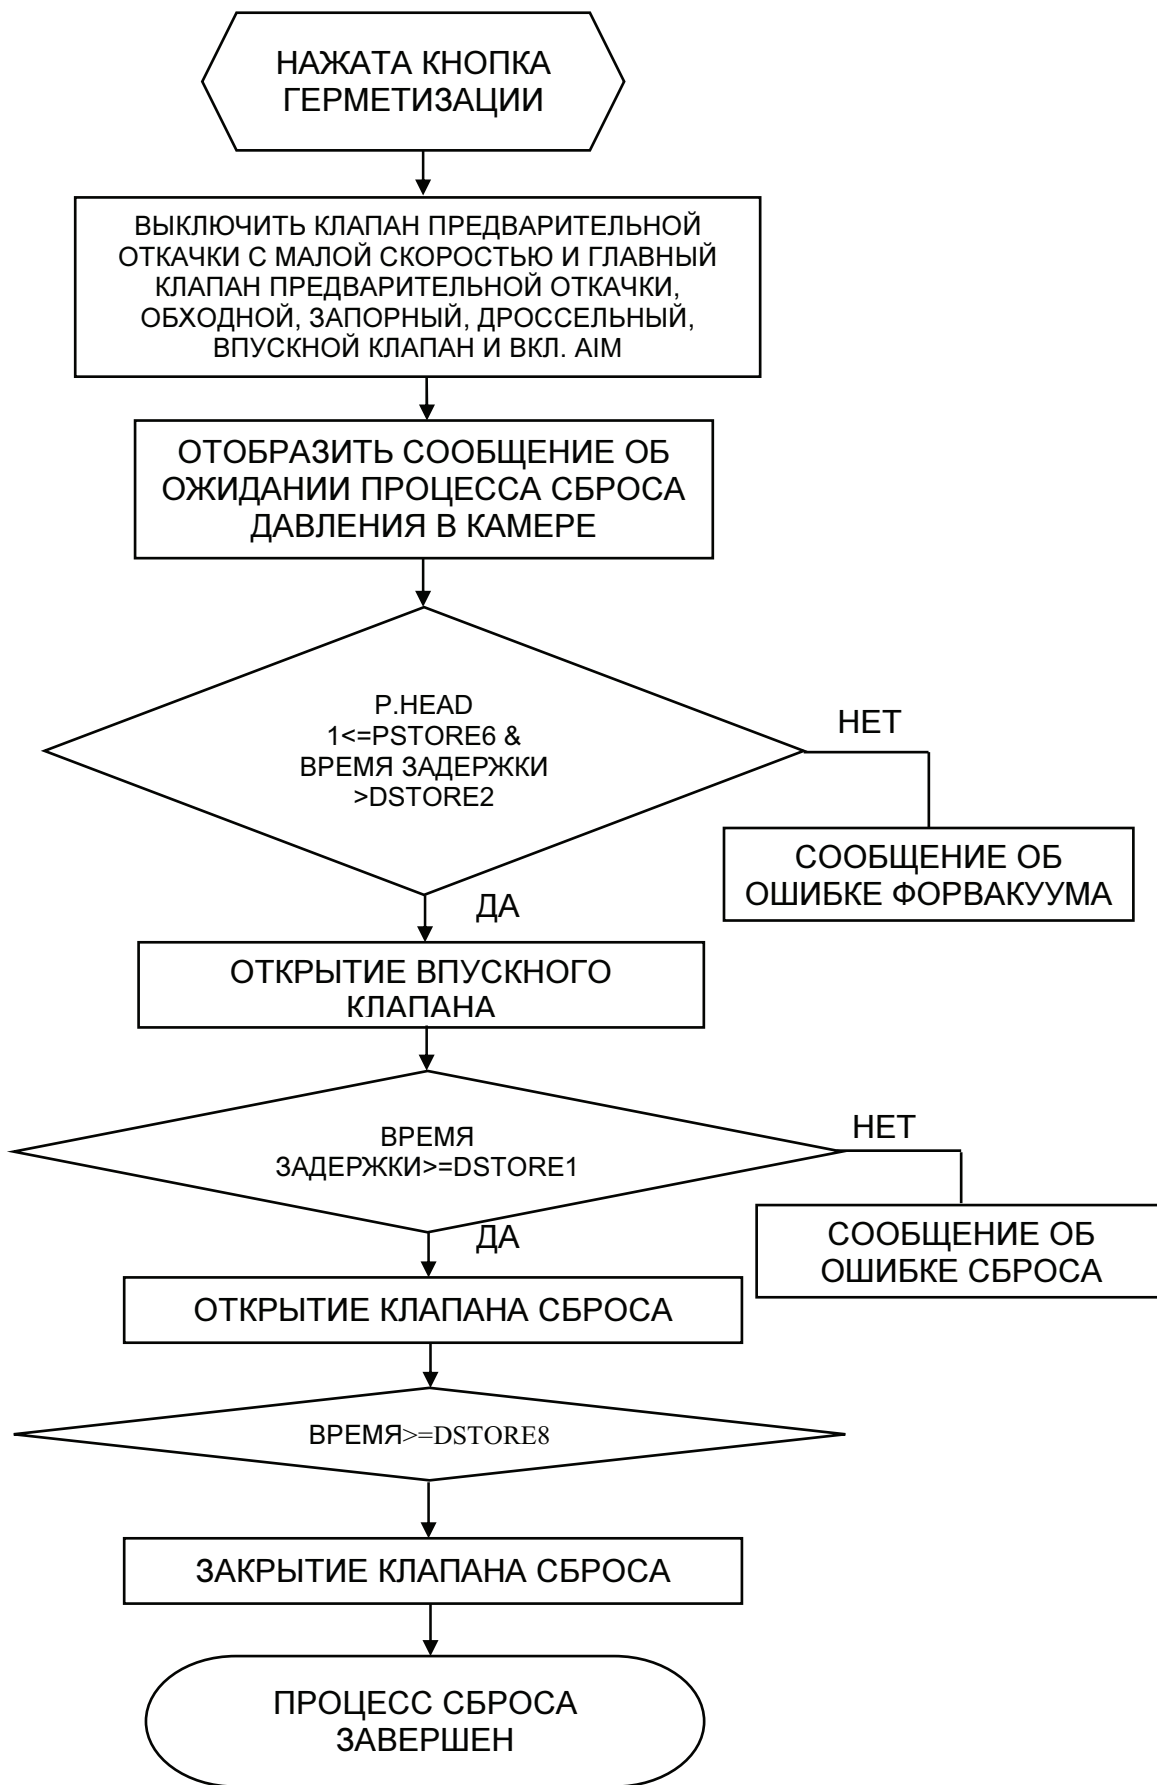 НАЖАТА КНОПКА
ГЕРМЕТИЗАЦИИ
ВЫКЛЮЧИТЬ КЛАПАН ПРЕДВАРИТЕЛЬНОЙ
ОТКАЧКИ С МАЛОЙ СКОРОСТЬЮ И ГЛАВНЫЙ
КЛАПАН ПРЕДВАРИТЕЛЬНОЙ ОТКАЧКИ,
ОБХОДНОЙ, ЗАПОРНЫЙ, ДРОССЕЛЬНЫЙ,
ВПУСКНОЙ КЛАПАН И ВКЛ. AIM
ОТОБРАЗИТЬ СООБЩЕНИЕ ОБ
ОЖИДАНИИ ПРОЦЕССА СБРОСА
ДАВЛЕНИЯ В КАМЕРЕ
P.HEAD
1<=PSTORE6 &
ВРЕМЯ ЗАДЕРЖКИ
>DSTORE2
НЕТ
СООБЩЕНИЕ ОБ
ОШИБКЕ ФОРВАКУУМА
ДА
ОТКРЫТИЕ ВПУСКНОГО
КЛАПАНА
ВРЕМЯ
ЗАДЕРЖКИ>=DSTORE1
НЕТ
СООБЩЕНИЕ ОБ
ОШИБКЕ СБРОСА
ДА
ОТКРЫТИЕ КЛАПАНА СБРОСА
ВРЕМЯ>=DSTORE8
ЗАКРЫТИЕ КЛАПАНА СБРОСА
ПРОЦЕСС СБРОСА
ЗАВЕРШЕН